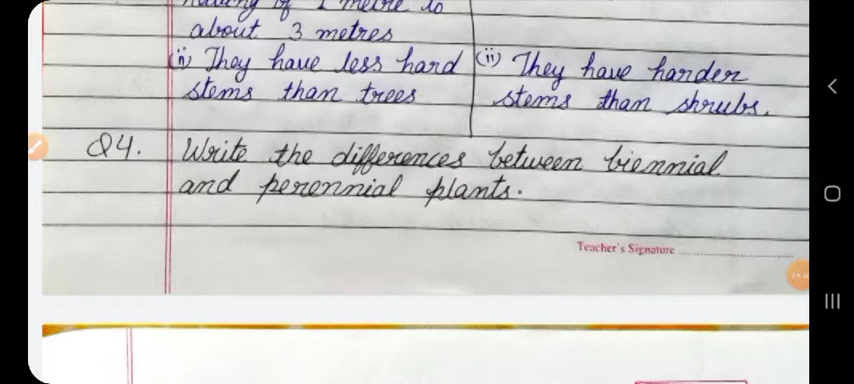 about 3 metres
(ii) They have less hard
stems than trees
(ii) They have harder
stems than shrubs.
Q4. Write the differences between biennial
and perennial plants.
Teacher's Signature